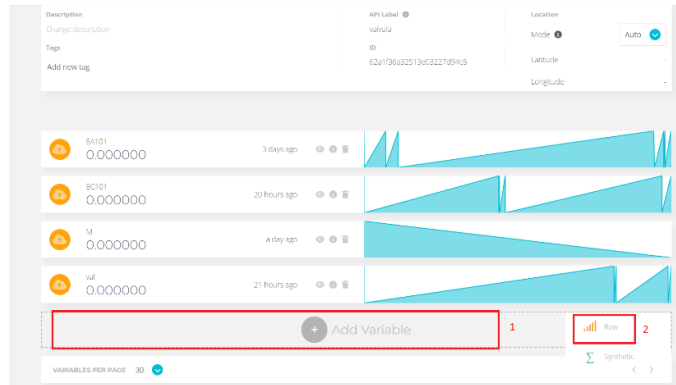 Description
API Label
Location
Change description
valvula
Mode
Auto
Tags
ID
Add new tag
62a1f36a32513e03227d94c8
Latitude
-
Longitude
-
EA101
0.000000
3 days ago
EC101
0.000000
20 hours ago
M
0.000000
a day ago
val
0.000000
21 hours ago
+ Add Variable
1
Raw
2
Synthetic
VARIABLES PER PAGE 30
< >